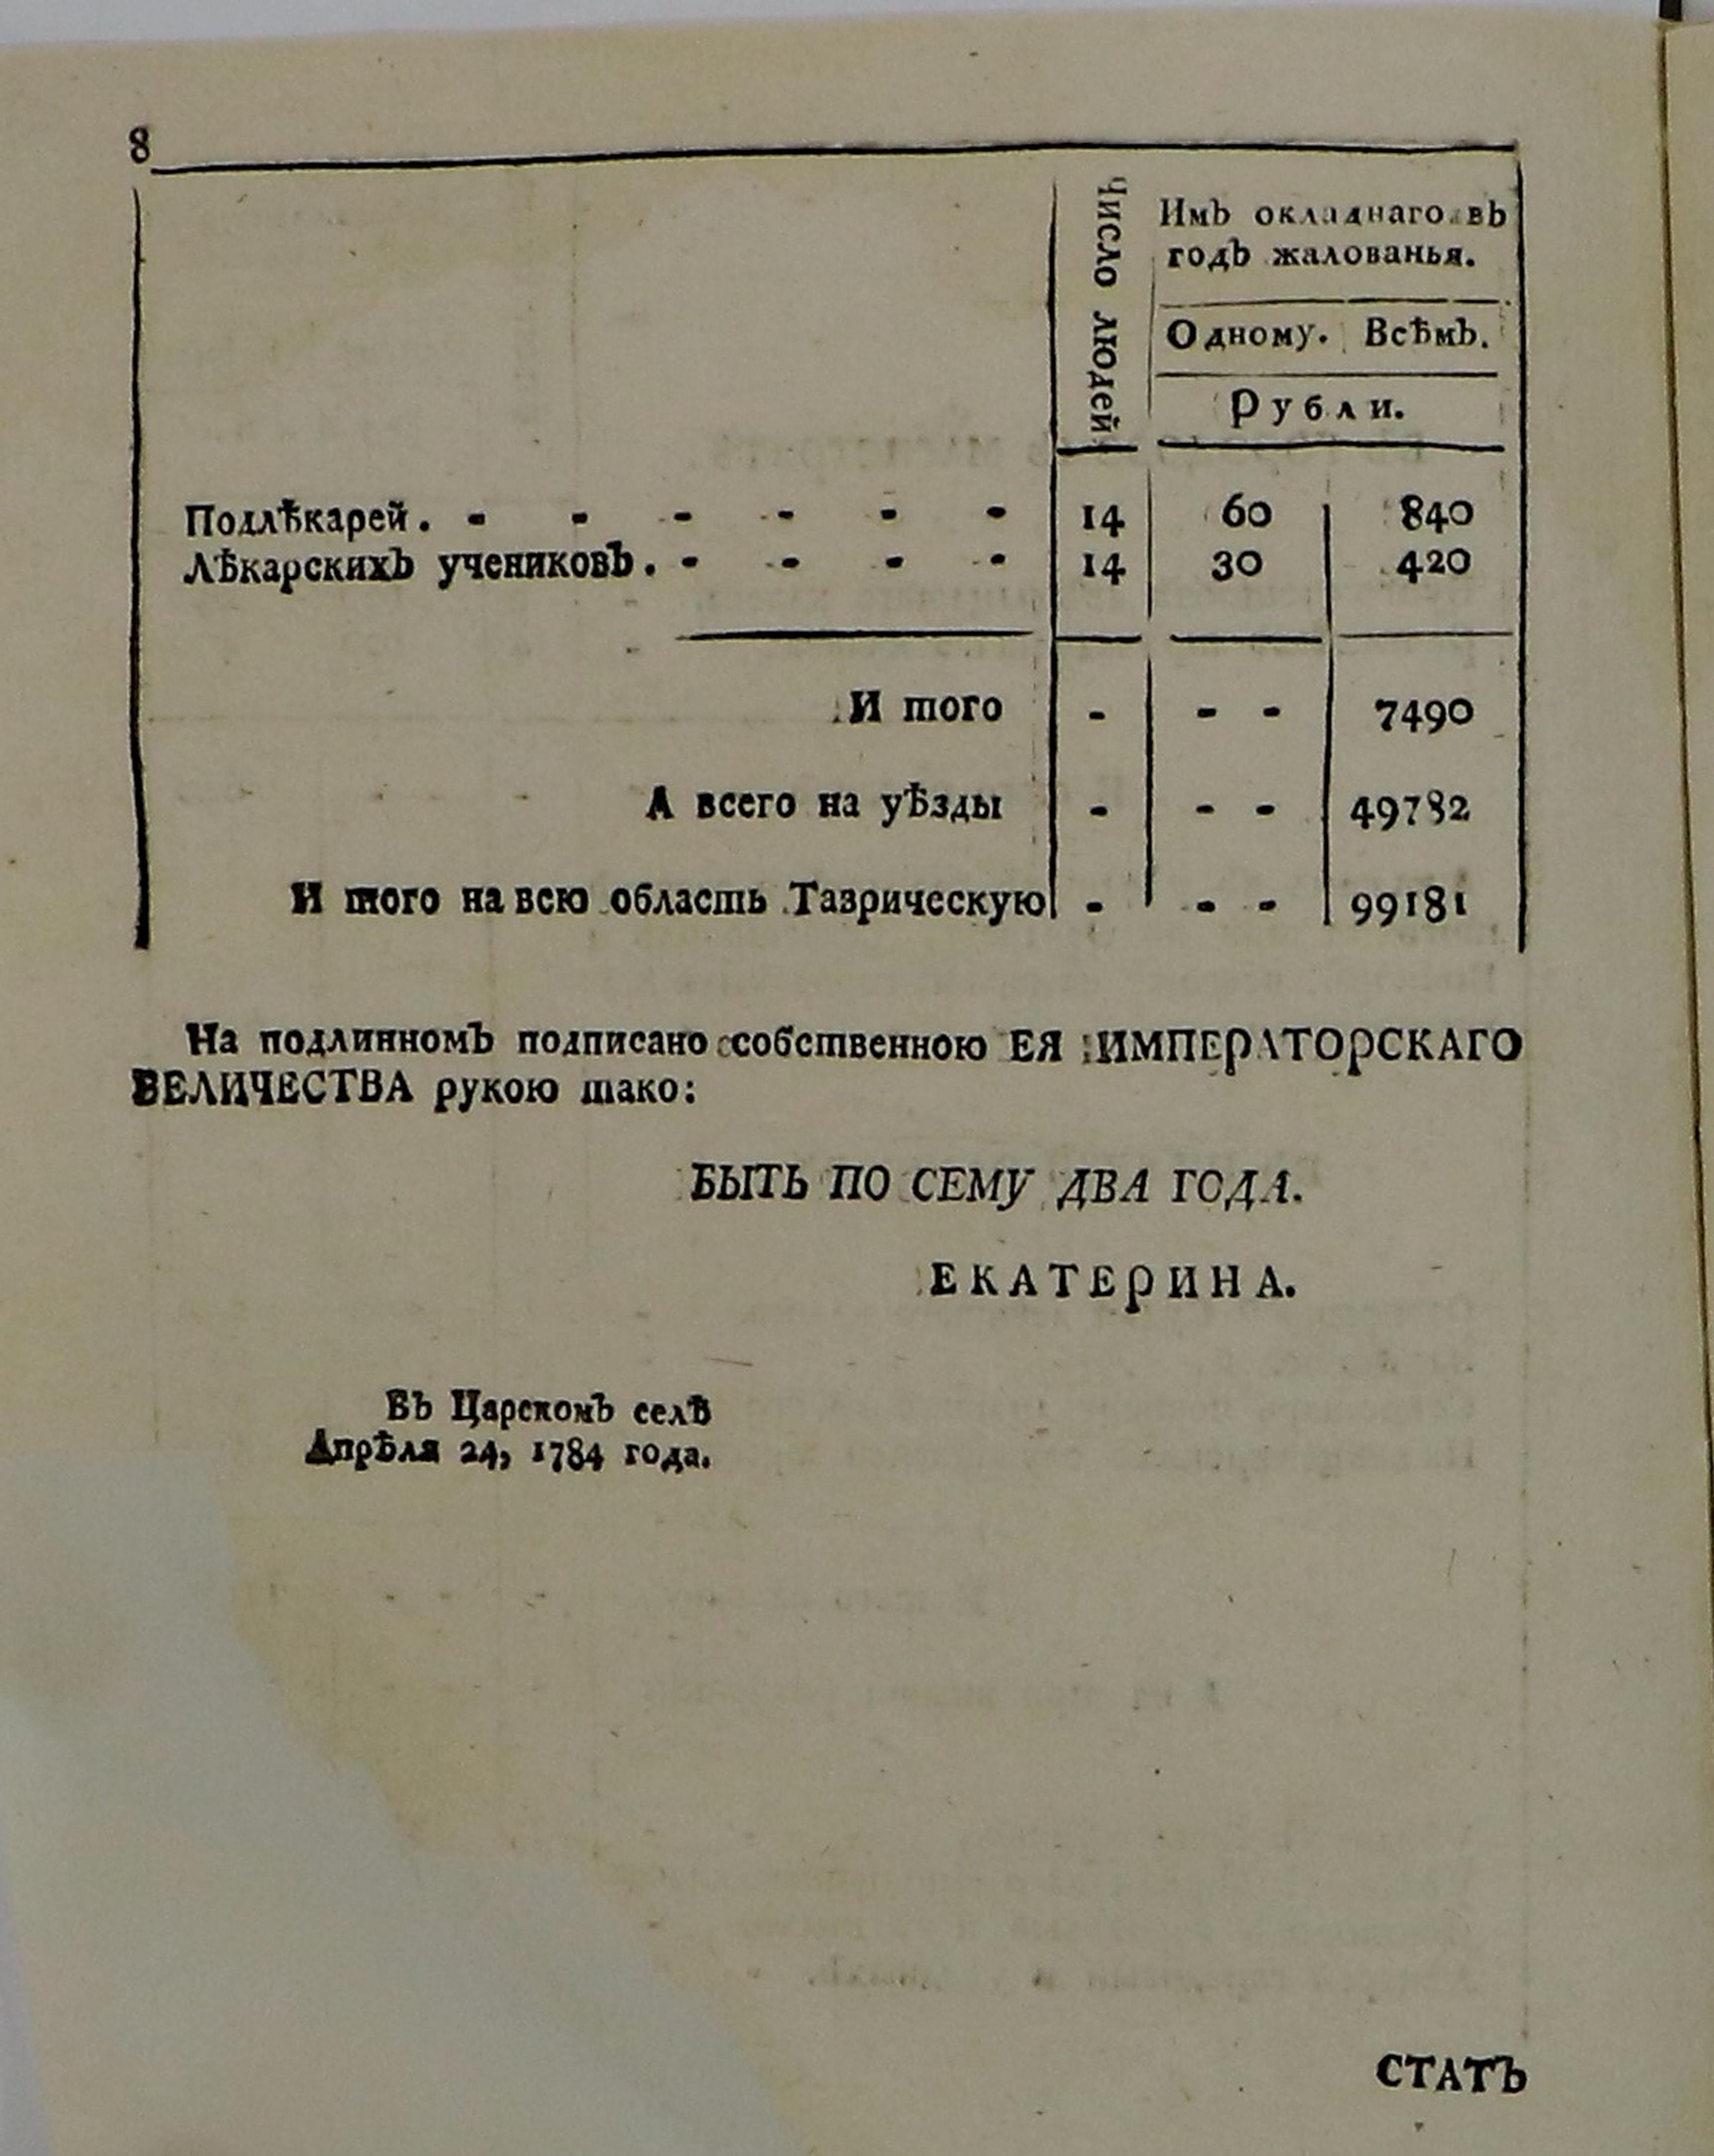 8
Число людей
Имъ окладнаго въ
годъ жалованья.
Одному. Всѣмъ.
Рубли.
Подлѣкарей. - - - - - - 14 60 840
Лѣкарскихъ учениковъ. - - - - 14 30 420
И того - - - 7490
А всего на уѣзды - - - 49782
И того на всю область Таврическую - - - 99181
На подлинномъ подписано собственною ЕЯ ИМПЕРАТОРСКАГО
ВЕЛИЧЕСТВА рукою тако:
БЫТЬ ПО СЕМУ ДВА ГОДА.
ЕКАТЕРИНА.
Въ Царскомъ селѣ
Апрѣля 24, 1784 года.
СТАТЪ